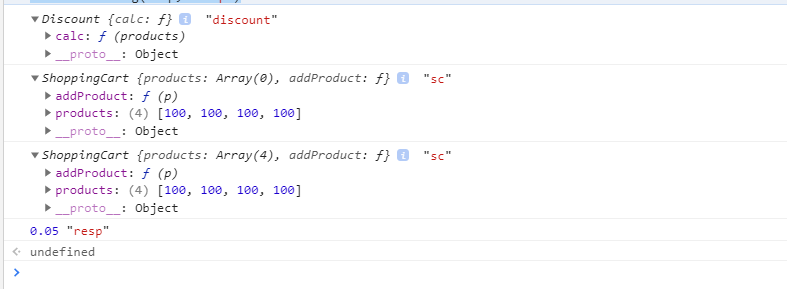 ▼Discount {calc: ƒ} i "discount"
▶calc: ƒ (products)
▶__proto__: Object
▼ShoppingCart {products: Array(0), addProduct: ƒ} i "sc"
▶addProduct: ƒ (p)
▶products: (4) [100, 100, 100, 100]
▶__proto__: Object
▼ShoppingCart {products: Array(4), addProduct: ƒ} i "sc"
▶addProduct: ƒ (p)
▶products: (4) [100, 100, 100, 100]
▶__proto__: Object
0.05 "resp"
undefined